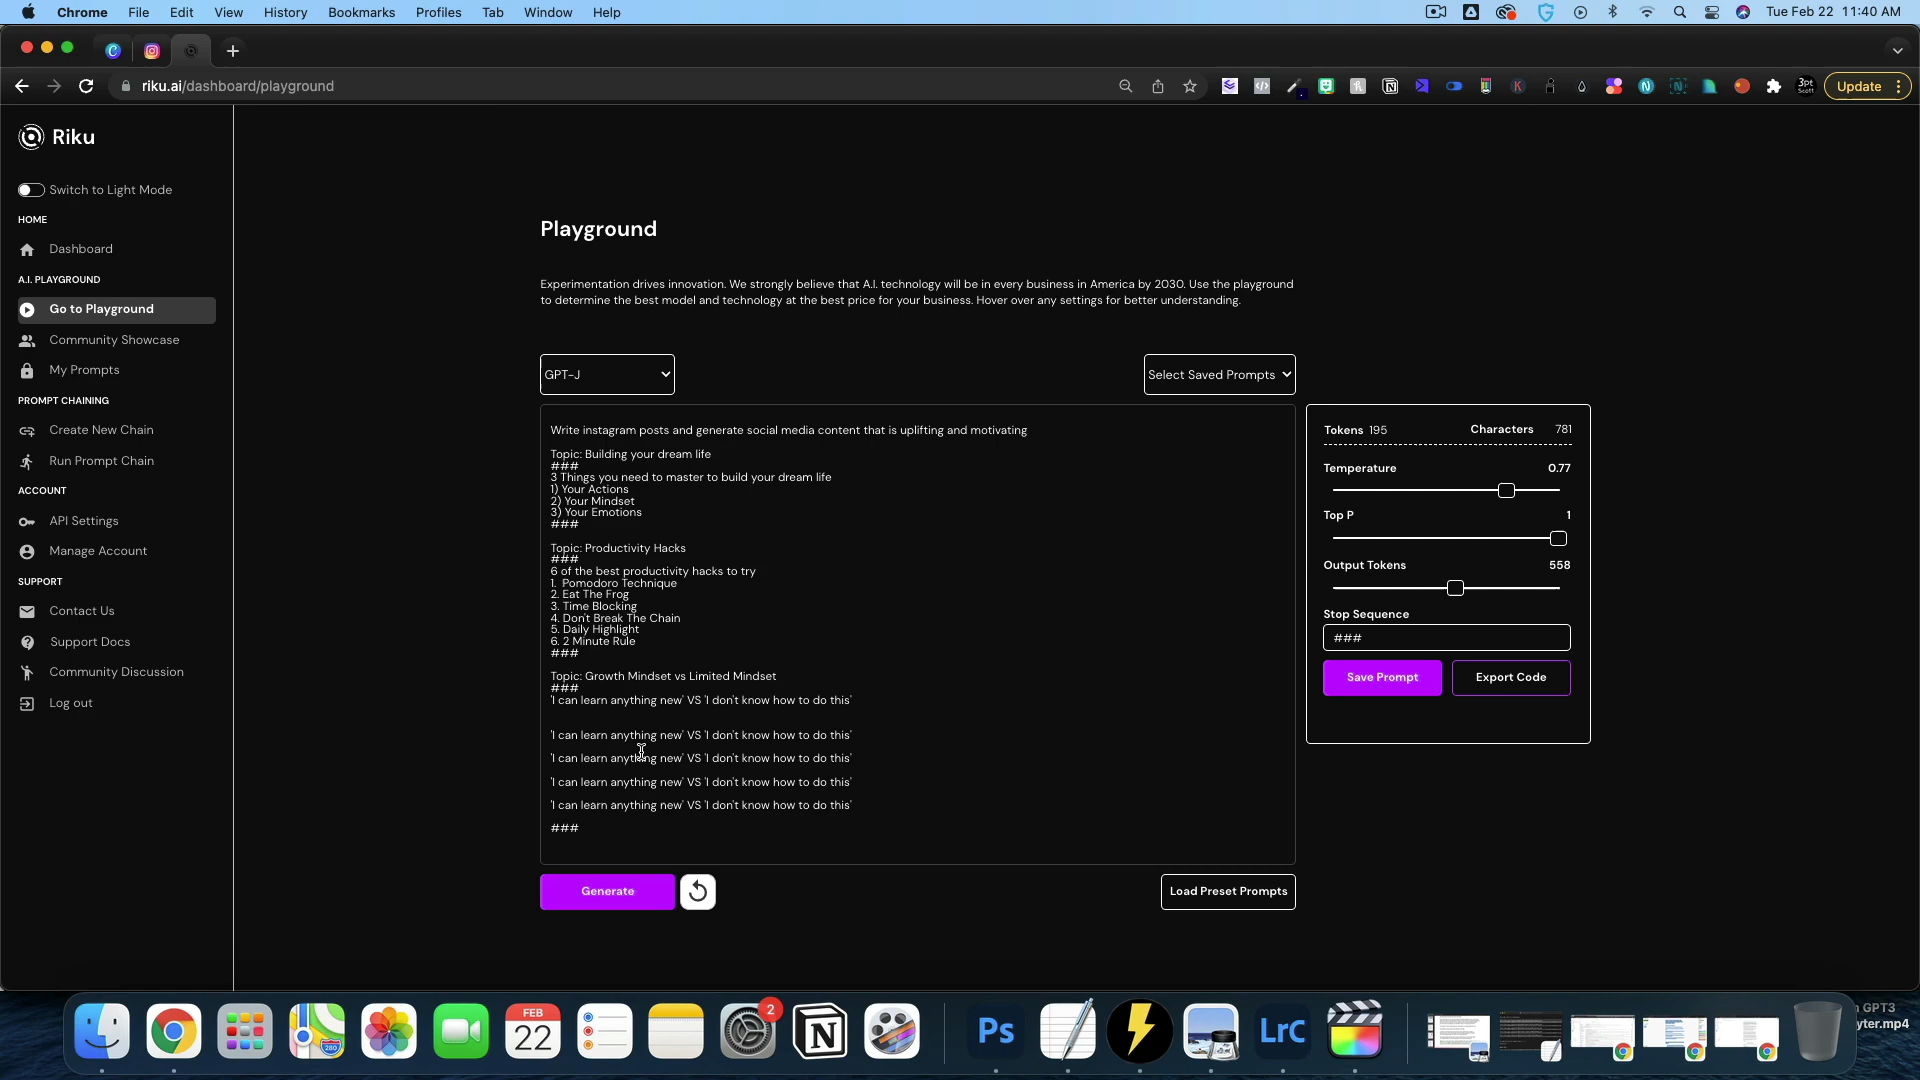 Chrome File Edit View History Bookmarks Profiles Tab Window Help
Tue Feb 22 11:40 AM
riku.ai/dashboard/playground
3pt
Scott
Update
Riku
Switch to Light Mode
HOME
Dashboard
A.I. PLAYGROUND
Go to Playground
Community Showcase
My Prompts
PROMPT CHAINING
Create New Chain
Run Prompt Chain
ACCOUNT
API Settings
Manage Account
SUPPORT
Contact Us
Support Docs
Community Discussion
Log out
Playground
Experimentation drives innovation. We strongly believe that A.I. technology will be in every business in America by 2030. Use the playground
to determine the best model and technology at the best price for your business. Hover over any settings for better understanding.
GPT-J
Select Saved Prompts
Write instagram posts and generate social media content that is uplifting and motivating
Topic: Building your dream life
###
3 Things you need to master to build your dream life
1) Your Actions
2) Your Mindset
3) Your Emotions
###
Topic: Productivity Hacks
###
6 of the best productivity hacks to try
1. Pomodoro Technique
2. Eat The Frog
3. Time Blocking
4. Don't Break The Chain
5. Daily Highlight
6. 2 Minute Rule
###
Topic: Growth Mindset vs Limited Mindset
###
'I can learn anything new' VS 'I don't know how to do this'
'I can learn anything new' VS 'I don't know how to do this'
'I can learn anything new' VS 'I don't know how to do this'
'I can learn anything new' VS 'I don't know how to do this'
'I can learn anything new' VS 'I don't know how to do this'
###
Tokens 195 Characters 781
Temperature 0.77
Top P 1
Output Tokens 558
Stop Sequence
###
Save Prompt
Export Code
Generate
Load Preset Prompts
FEB
22
2
280
Ps
LrC
GPT3
yter.mp4